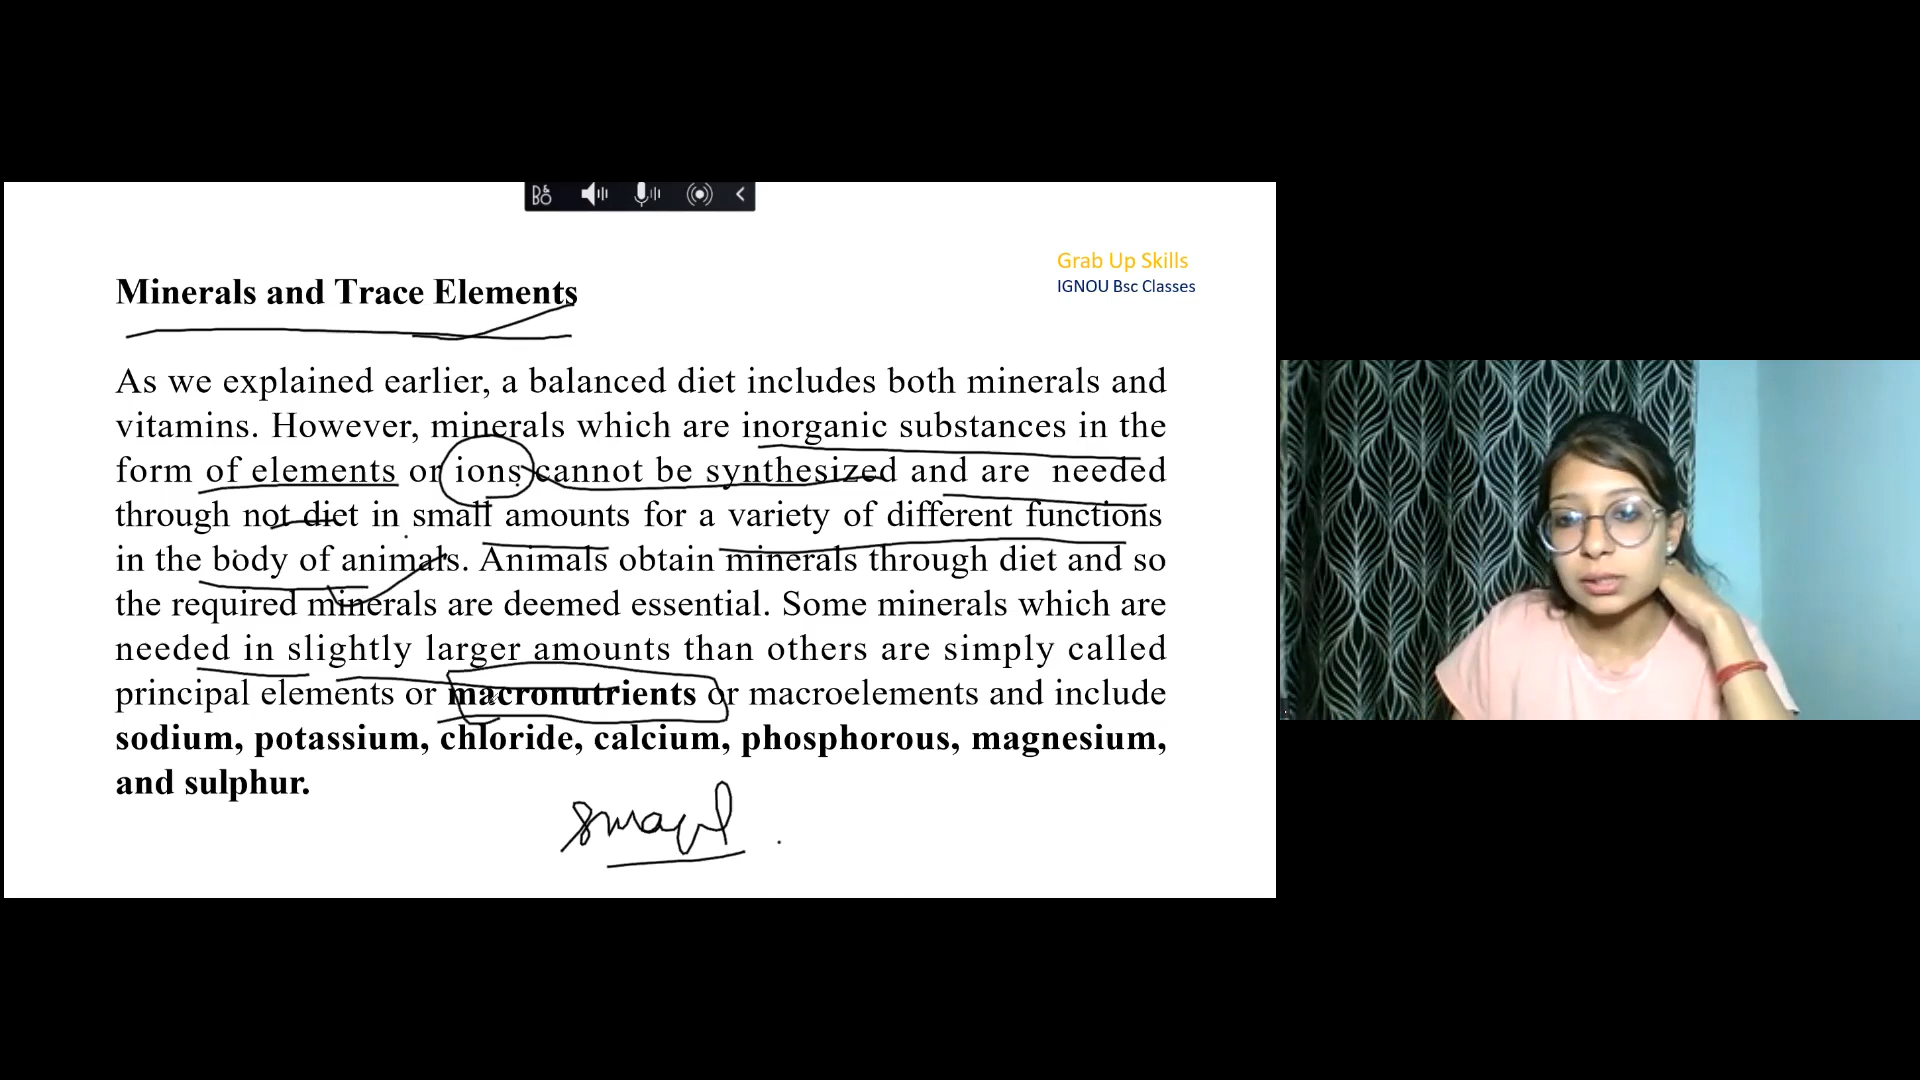 Grab Up Skills
IGNOU Bsc Classes
Minerals and Trace Elements
As we explained earlier, a balanced diet includes both minerals and
vitamins. However, minerals which are inorganic substances in the
form of elements or ions cannot be synthesized and are needed
through not diet in small amounts for a variety of different functions
in the body of animals. Animals obtain minerals through diet and so
the required minerals are deemed essential. Some minerals which are
needed in slightly larger amounts than others are simply called
principal elements or macronutrients or macroelements and include
sodium, potassium, chloride, calcium, phosphorous, magnesium,
and sulphur.